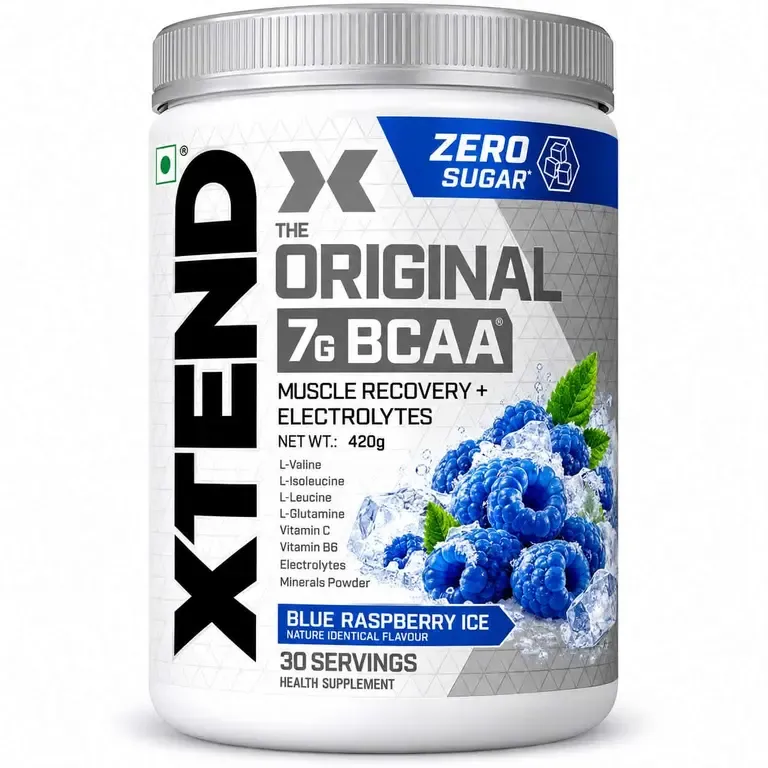 XTEND®
ZERO
SUGAR*
THE
ORIGINAL
7G BCAA®
MUSCLE RECOVERY +
ELECTROLYTES
NET WT.: 420g
L-Valine
L-Isoleucine
L-Leucine
L-Glutamine
Vitamin C
Vitamin B6
Electrolytes
Minerals Powder
BLUE RASPBERRY ICE
NATURE IDENTICAL FLAVOUR
30 SERVINGS
HEALTH SUPPLEMENT